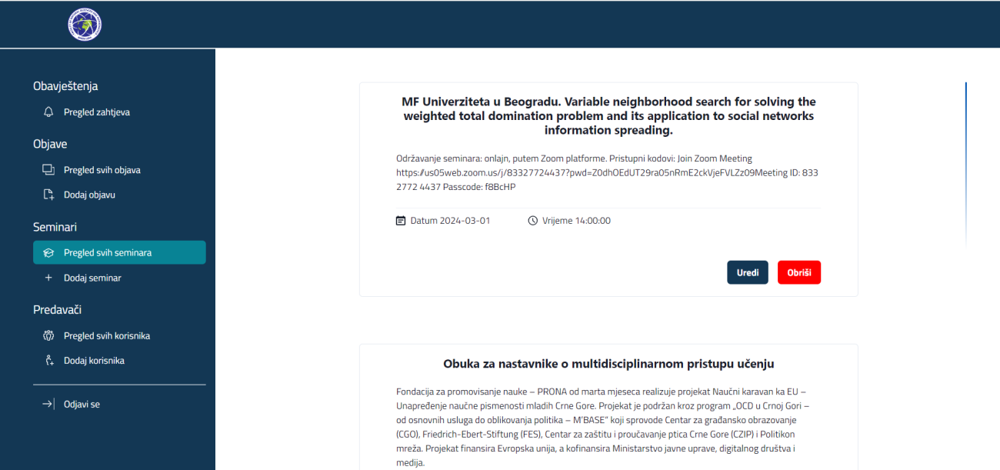 Obavještenja
Pregled zahtjeva
Objave
Pregled svih objava
Dodaj objavu
Seminari
Pregled svih seminara
Dodaj seminar
Predavači
Pregled svih korisnika
Dodaj korisnika
Odjavi se
MF Univerziteta u Beogradu. Variable neighborhood search for solving the
weighted total domination problem and its application to social networks
information spreading.
Održavanje seminara: onlajn, putem Zoom platforme. Pristupni kodovi: Join Zoom Meeting
https://us05web.zoom.us/j/83327724437?pwd=Z0dhOEdUT29ra05nRmE2ckVjeFVLZz09Meeting ID: 833
2772 4437 Passcode: f8BcHP
Datum 2024-03-01
Vrijeme 14:00:00
Uredi
Obriši
Obuka za nastavnike o multidisciplinarnom pristupu učenju
Fondacija za promovisanje nauke – PRONA od marta mjeseca realizuje projekat Naučni karavan ka EU –
Unapređenje naučne pismenosti mladih Crne Gore. Projekat je podržan kroz program „OCD u Crnoj Gori –
od osnovnih usluga do oblikovanja politika – M'BASE“ koji sprovode Centar za građansko obrazovanje
(CGO), Friedrich-Ebert-Stiftung (FES), Centar za zaštitu i proučavanje ptica Crne Gore (CZIP) i Politikon
mreža. Projekat finansira Evropska unija, a kofinansira Ministarstvo javne uprave, digitalnog društva i
medija.